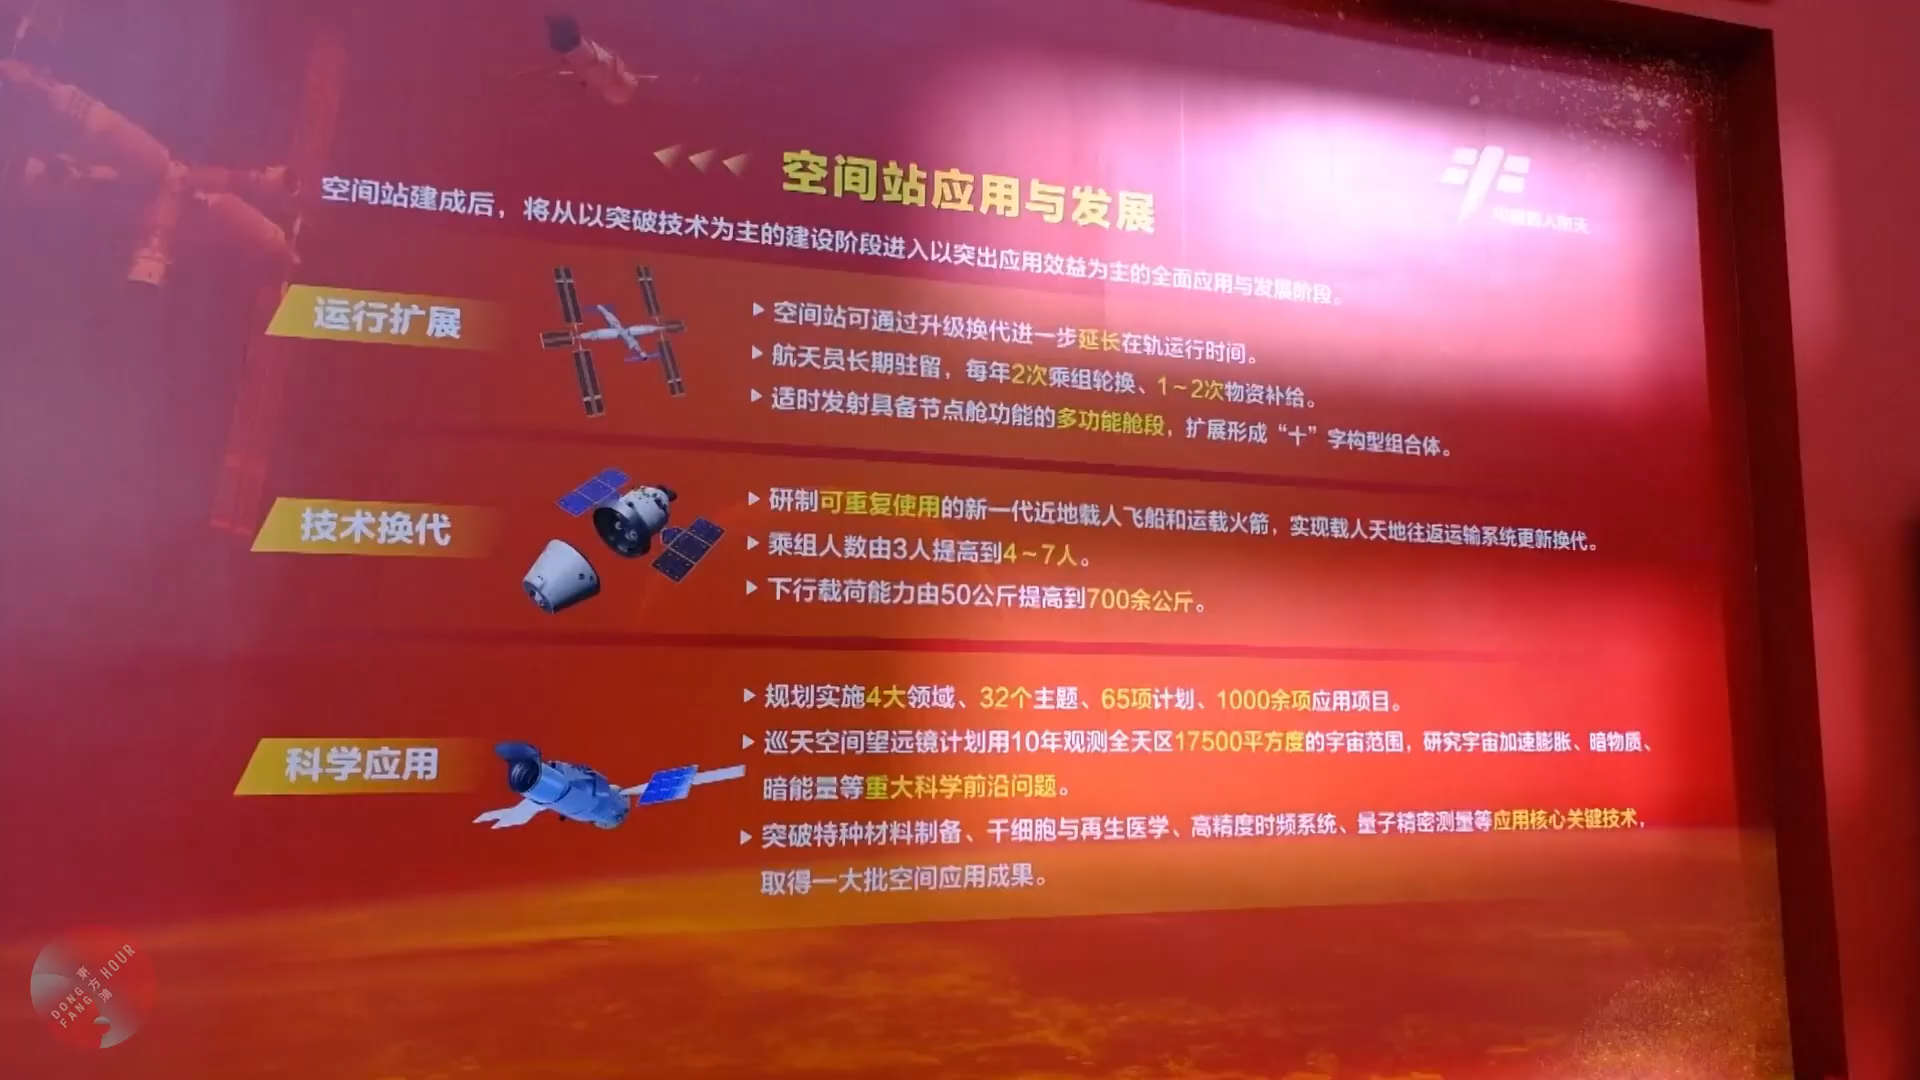 空间站应用与发展
空间站建成后，将从以突破技术为主的建设阶段进入以突出应用效益为主的全面应用与发展阶段。
中国载人航天
运行扩展
空间站可通过升级换代进一步延长在轨运行时间。
航天员长期驻留，每年2次乘组轮换、1～2次物资补给。
适时发射具备节点舱功能的多功能舱段，扩展形成“十”字构型组合体。
技术换代
研制可重复使用的新一代近地载人飞船和运载火箭，实现载人天地往返运输系统更新换代。
乘组人数由3人提高到4～7人。
下行载荷能力由50公斤提高到700余公斤。
科学应用
规划实施4大领域、32个主题、65项计划、1000余项应用项目。
巡天空间望远镜计划用10年观测全天区17500平方度的宇宙范围，研究宇宙加速膨胀、暗物质、
暗能量等重大科学前沿问题。
突破特种材料制备、干细胞与再生医学、高精度时频系统、量子精密测量等应用核心关键技术，
取得一大批空间应用成果。
DONG FANG HOUR
東方濱